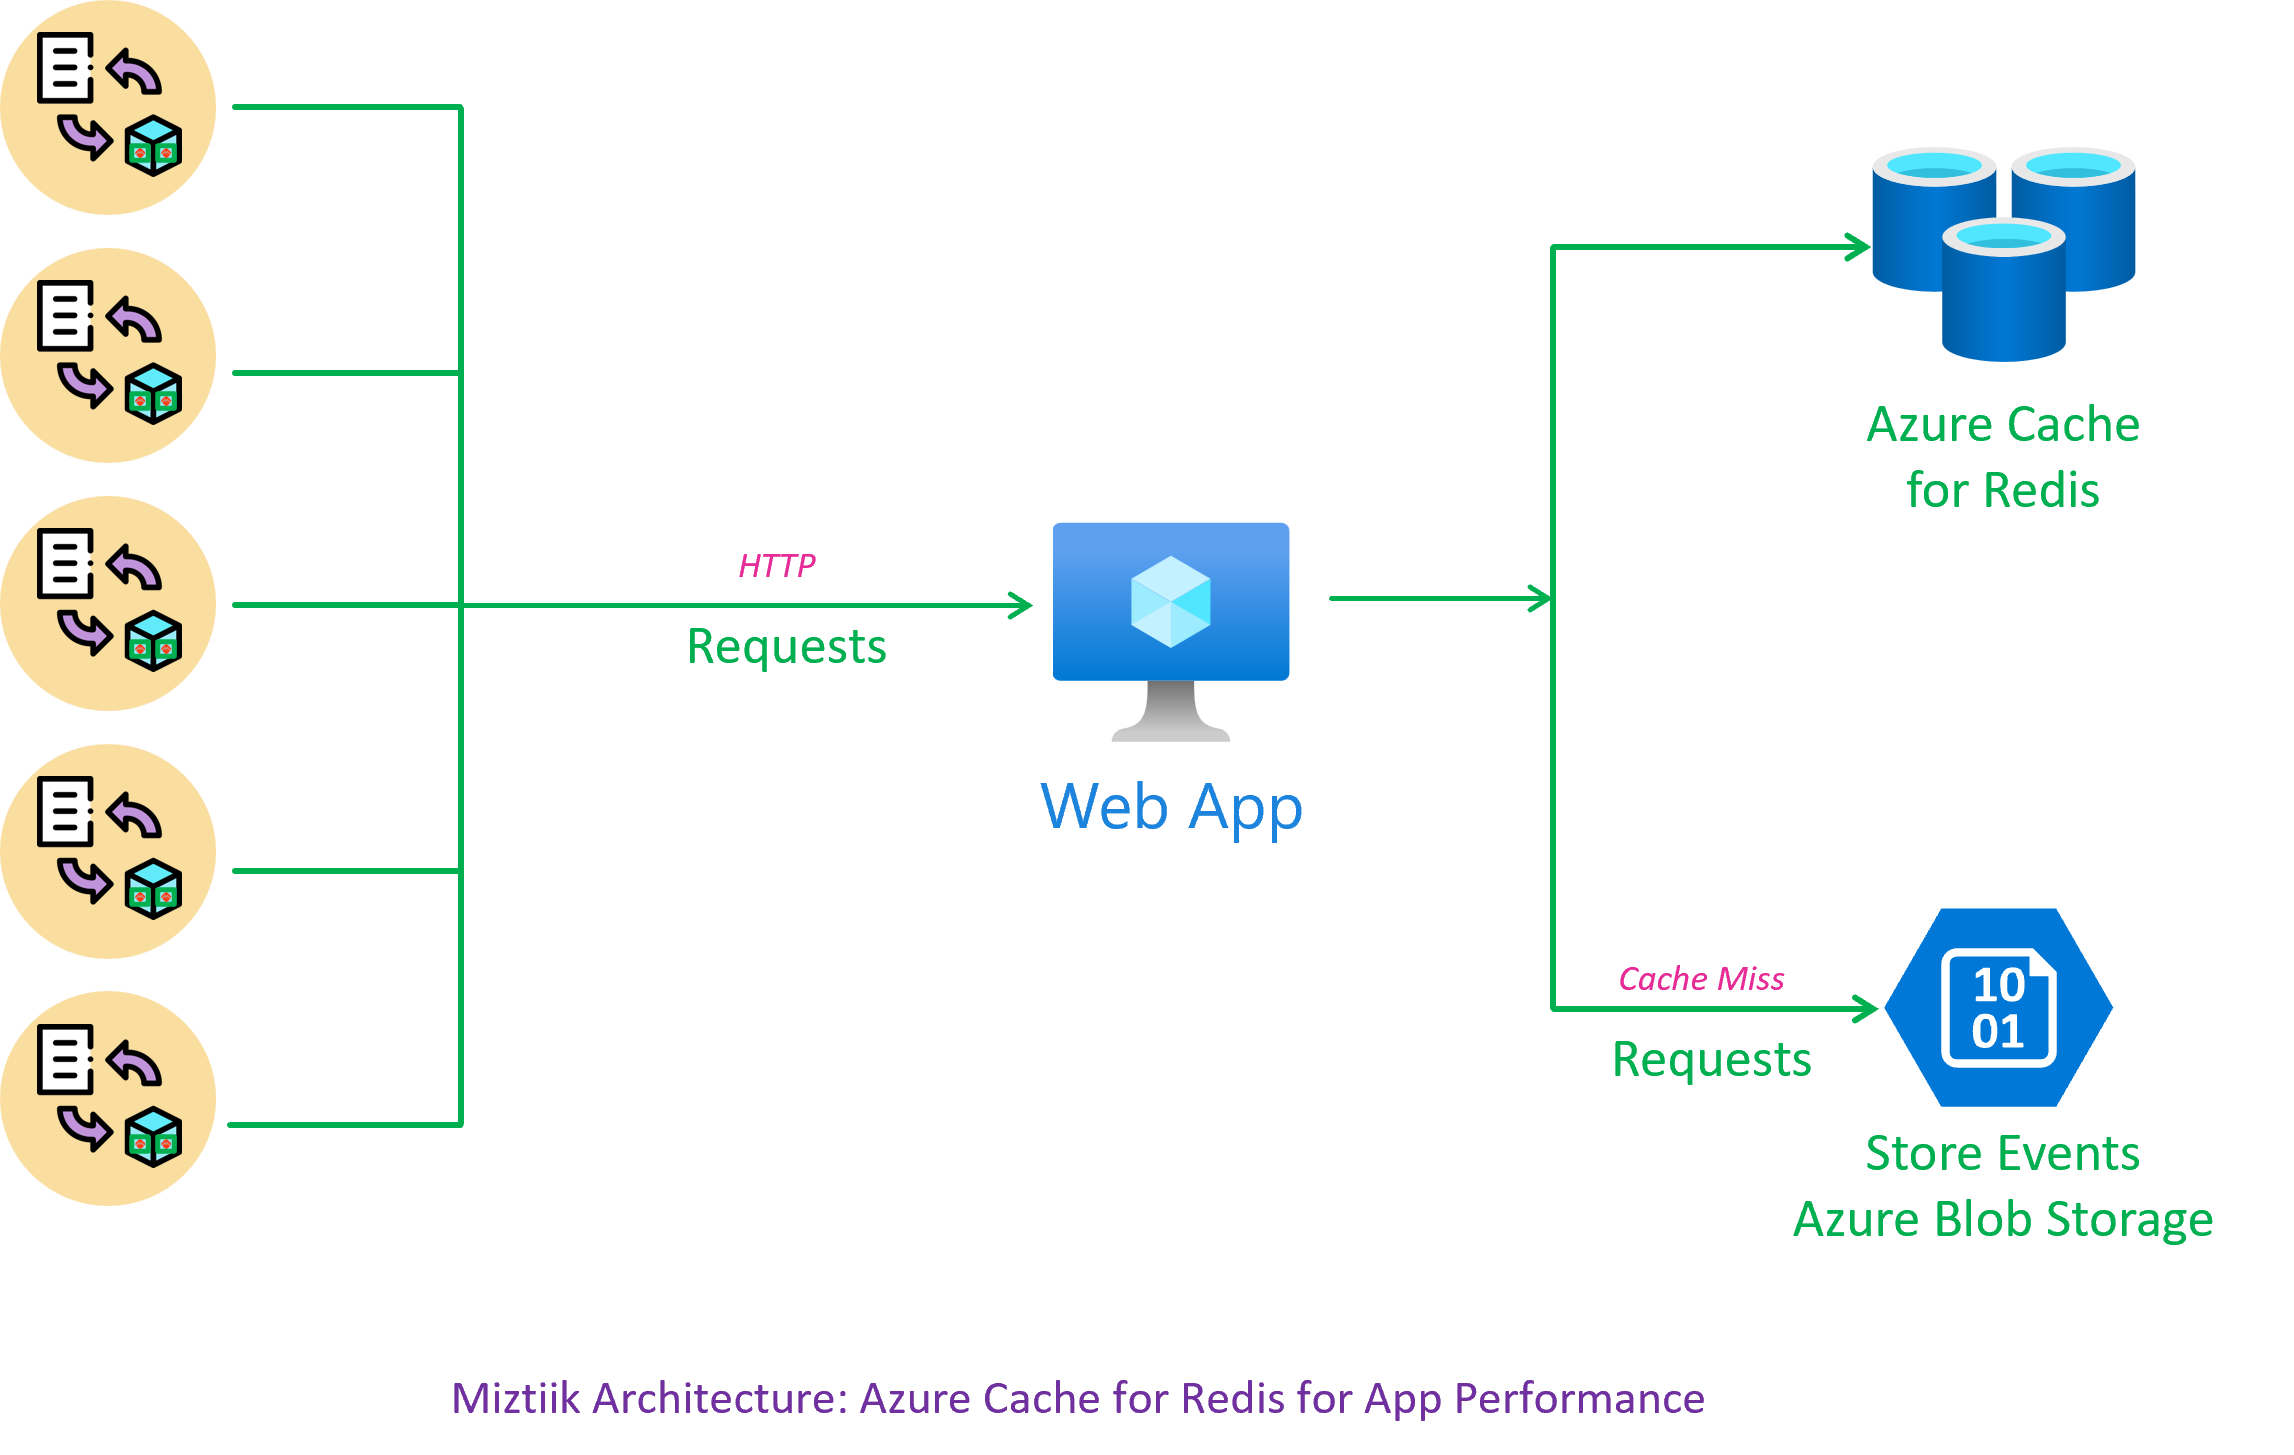 HTTP
Requests
Web App
Azure Cache
for Redis
Cache Miss
Requests
10
01
Store Events
Azure Blob Storage
Miztiik Architecture: Azure Cache for Redis for App Performance